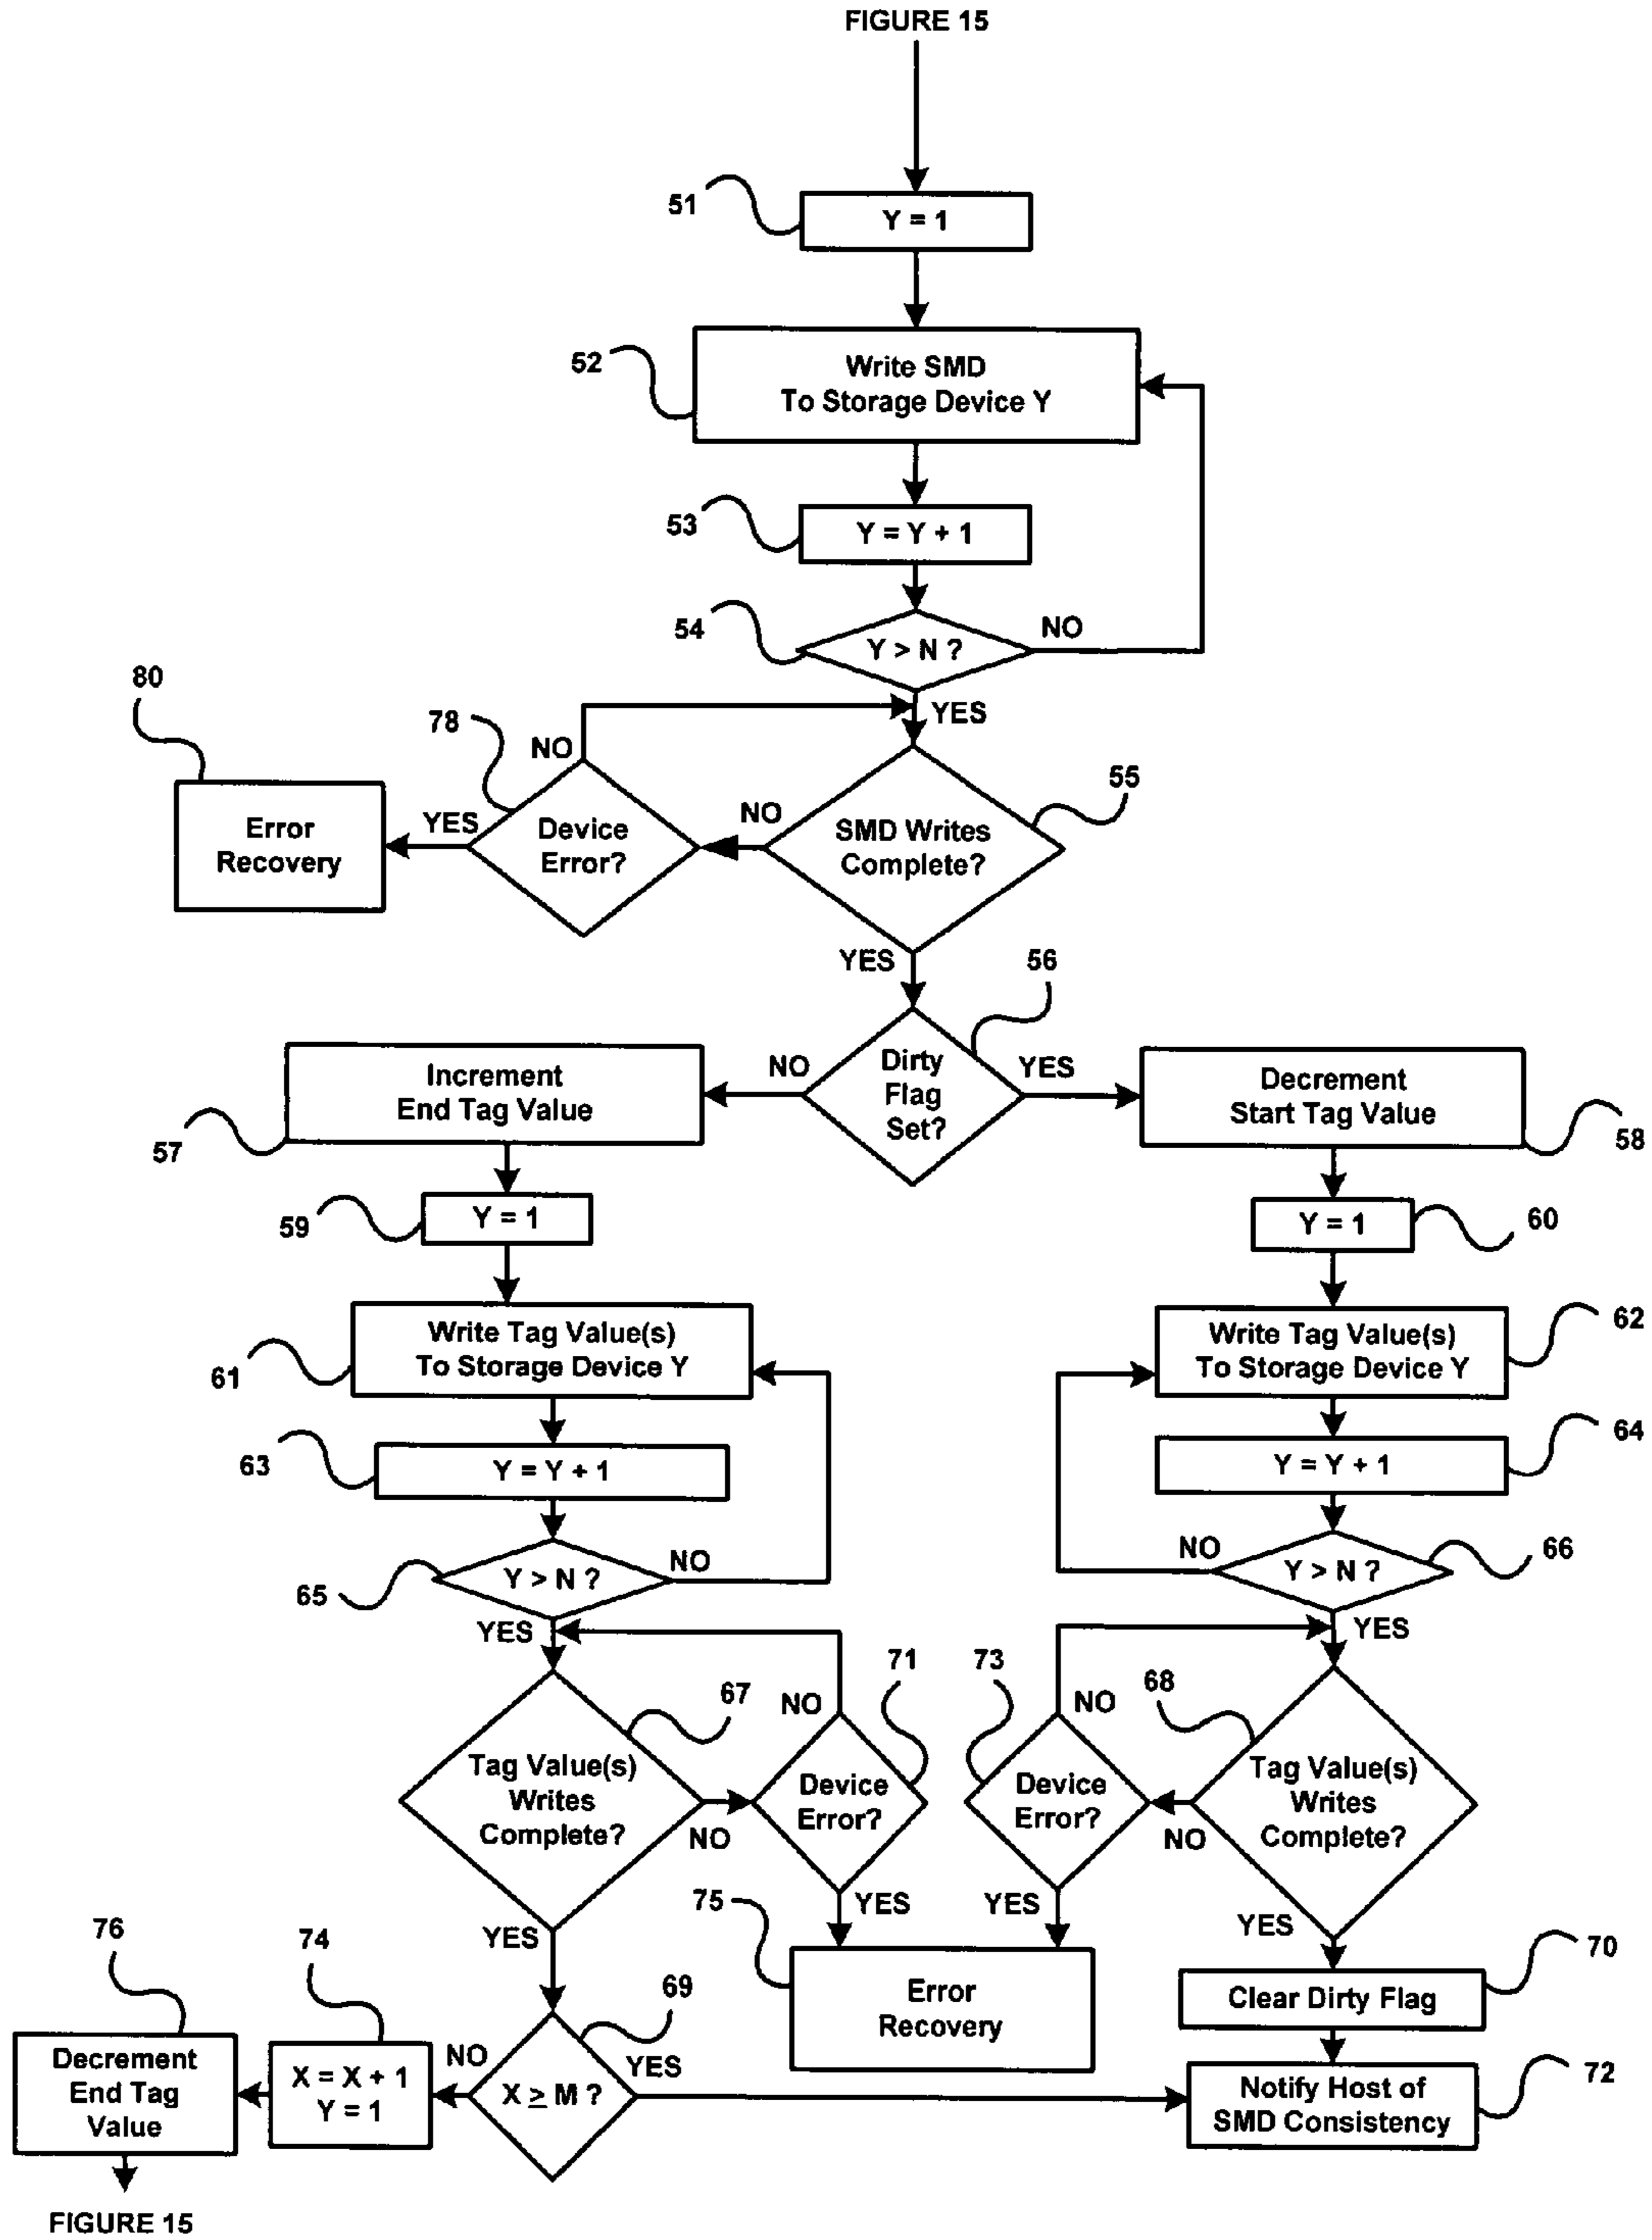 FIGURE 15
51
Y = 1
52
Write SMD
To Storage Device Y
53
Y = Y + 1
54
Y > N ?
NO
YES
80
78
NO
55
Error
Recovery
YES
Device
Error?
NO
SMD Writes
Complete?
YES
56
Increment
End Tag Value
57
NO
Dirty
Flag
Set?
YES
Decrement
Start Tag Value
58
59
Y = 1
Y = 1
60
61
Write Tag Value(s)
To Storage Device Y
Write Tag Value(s)
To Storage Device Y
62
63
Y = Y + 1
Y = Y + 1
64
65
Y > N ?
NO
NO
Y > N ?
66
YES
YES
67
NO
71
73
NO
68
Tag Value(s)
Writes
Complete?
NO
Device
Error?
Device
Error?
NO
Tag Value(s)
Writes
Complete?
YES
75
YES
YES
YES
76
74
69
Error
Recovery
Clear Dirty Flag
70
Decrement
End Tag
Value
X = X + 1
Y = 1
NO
X ≥ M ?
YES
Notify Host of
SMD Consistency
72
FIGURE 15